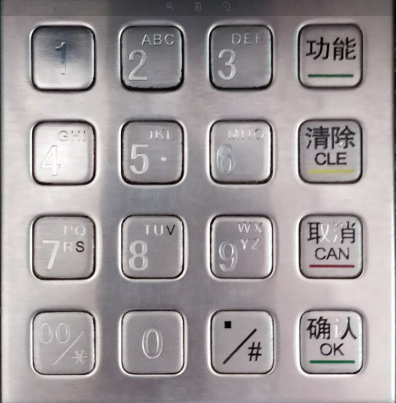 1
ABC
2
DEF
3
功能
GHI
4
JKL
5
MNO
6
清除
CLE
PQ
7 RS
TUV
8
WX
9 YZ
取消
CAN
00/*
0
./#
确认
OK